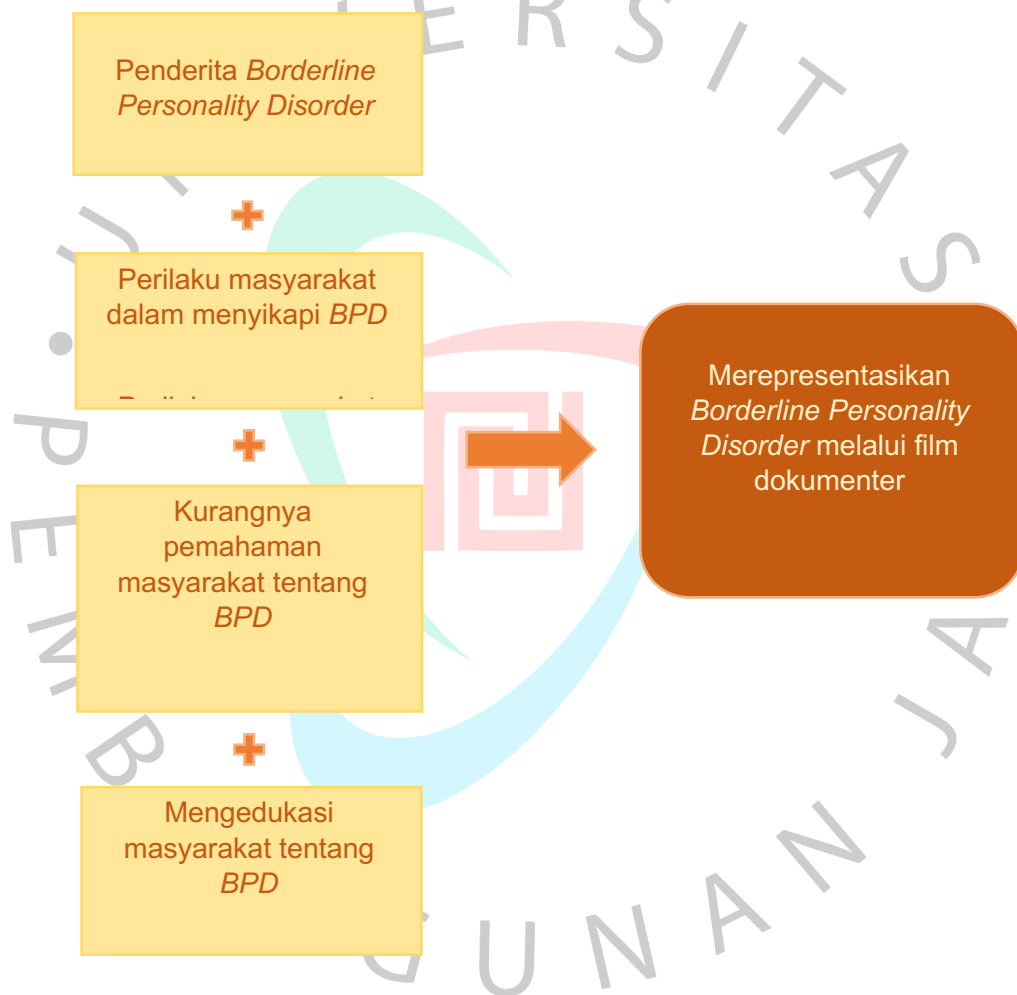 Penderita Borderline
Personality Disorder
Perilaku masyarakat
dalam menyikapi BPD
Kurangnya
pemahaman
masyarakat tentang
BPD
Mengedukasi
masyarakat tentang
BPD
Merepresentasikan
Borderline Personality
Disorder melalui film
dokumenter